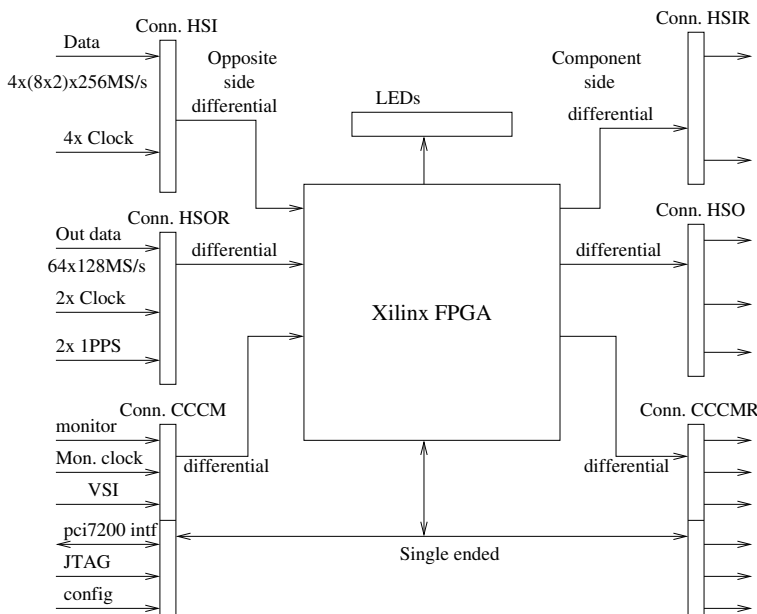 Conn. HSI
Conn. HSIR
Data
Opposite
side
differential
Component
side
differential
4x(8x2)x256MS/s
LEDs
4x Clock
Conn. HSOR
Conn. HSO
Out data
differential
differential
64x128MS/s
2x Clock
Xilinx FPGA
2x 1PPS
Conn. CCCM
Conn. CCCMR
monitor
Mon. clock
differential
differential
VSI
pci7200 intf
Single ended
JTAG
config